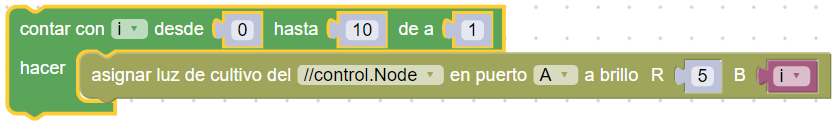 contar con i desde 0 hasta 10 de a 1
hacer asignar luz de cultivo del //control.Node en puerto A a brillo R 5 B i